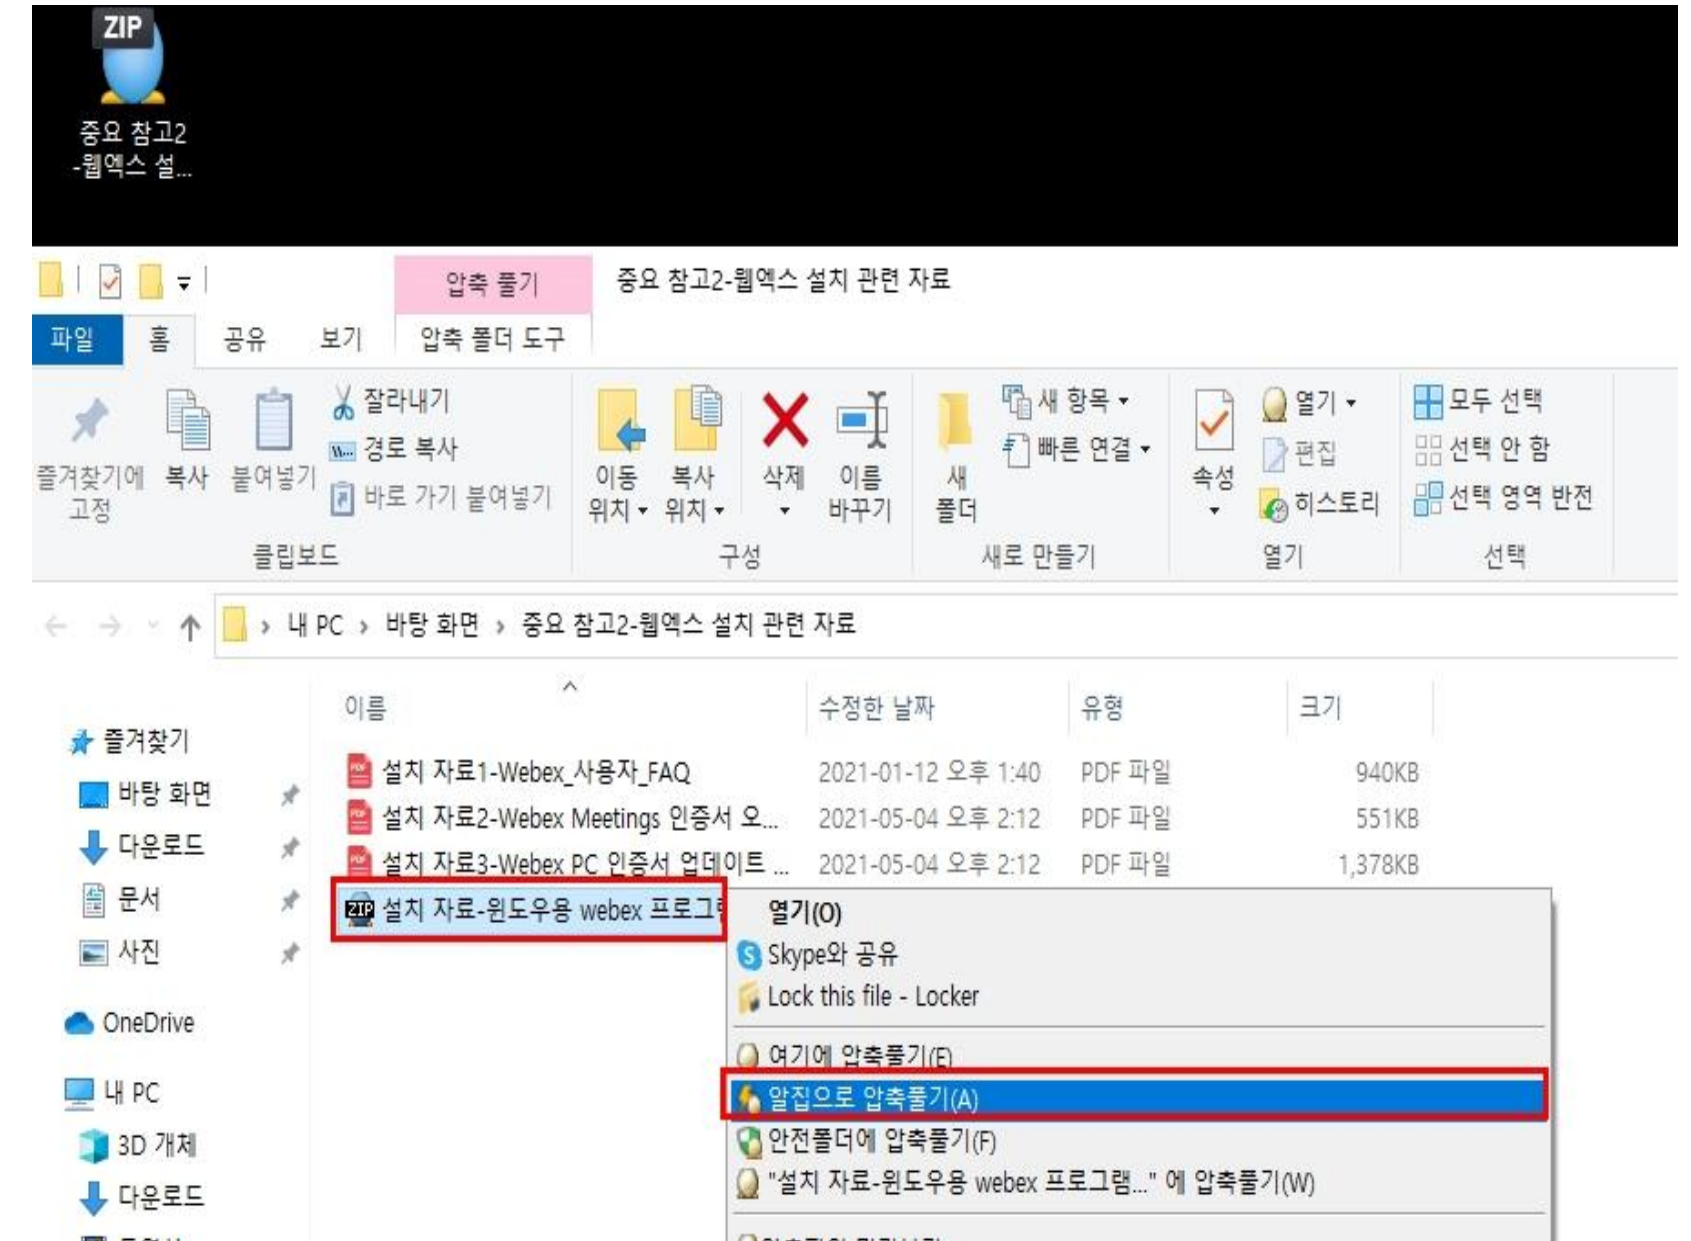 ZIP
중요 참고2
-웹엑스 설...
압축 풀기
중요 참고2-웹엑스 설치 관련 자료
파일 홈 공유 보기 압축 폴더 도구
즐겨찾기에
고정
복사
붙여넣기
잘라내기
경로 복사
바로 가기 붙여넣기
클립보드
이동
위치
복사
위치
삭제
이름
바꾸기
구성
새
폴더
새 항목
빠른 연결
새로 만들기
속성
열기
편집
히스토리
열기
모두 선택
선택 안 함
선택 영역 반전
선택
내 PC › 바탕 화면 › 중요 참고2-웹엑스 설치 관련 자료
즐겨찾기
바탕 화면
다운로드
문서
사진
OneDrive
내 PC
3D 개체
다운로드
이름 수정한 날짜 유형 크기
설치 자료1-Webex_사용자_FAQ 2021-01-12 오후 1:40 PDF 파일 940KB
설치 자료2-Webex Meetings 인증서 오... 2021-05-04 오후 2:12 PDF 파일 551KB
설치 자료3-Webex PC 인증서 업데이트 ... 2021-05-04 오후 2:12 PDF 파일 1,378KB
ZIP 설치 자료-윈도우용 webex 프로그
열기(O)
Skype와 공유
Lock this file - Locker
여기에 압축풀기(E)
알집으로 압축풀기(A)
안전폴더에 압축풀기(F)
"설치 자료-윈도우용 webex 프로그램..." 에 압축풀기(W)